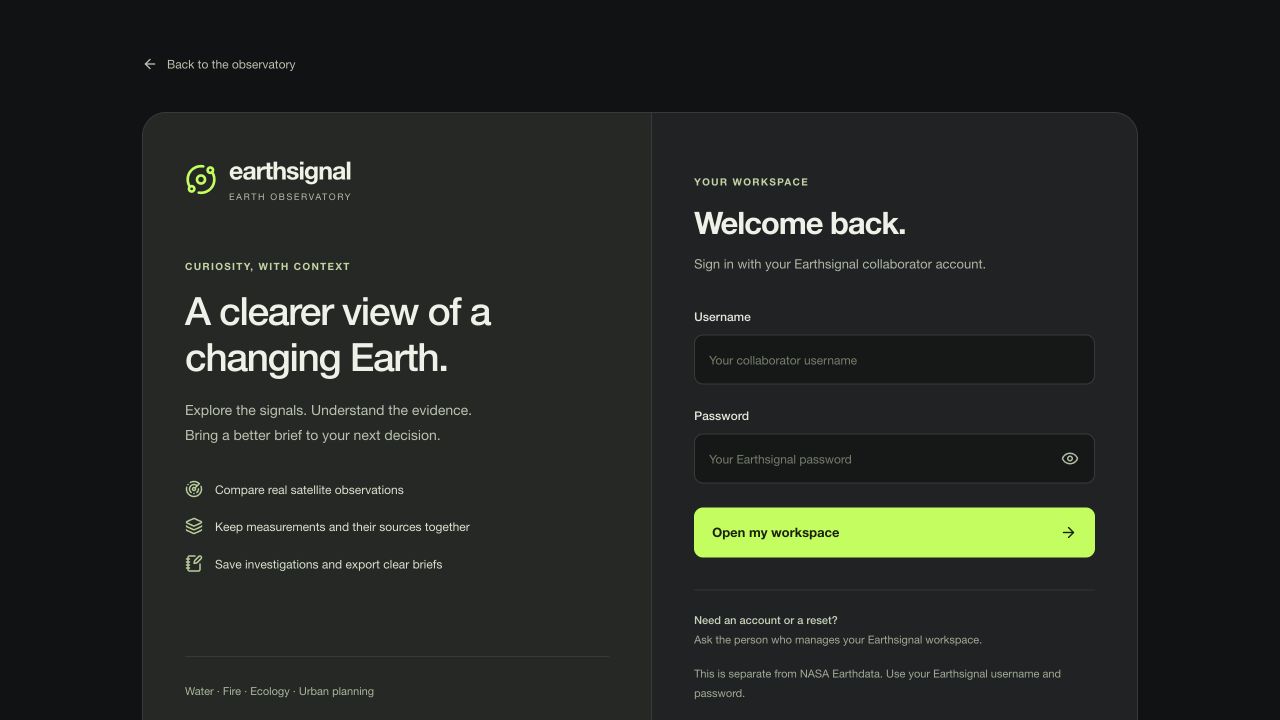 Back to the observatory
earthsignal
EARTH OBSERVATORY
CURIOSITY, WITH CONTEXT
A clearer view of a
changing Earth.
Explore the signals. Understand the evidence.
Bring a better brief to your next decision.
Compare real satellite observations
Keep measurements and their sources together
Save investigations and export clear briefs
Water · Fire · Ecology · Urban planning
YOUR WORKSPACE
Welcome back.
Sign in with your Earthsignal collaborator account.
Username
Your collaborator username
Password
Your Earthsignal password
Open my workspace
Need an account or a reset?
Ask the person who manages your Earthsignal workspace.
This is separate from NASA Earthdata. Use your Earthsignal username and
password.